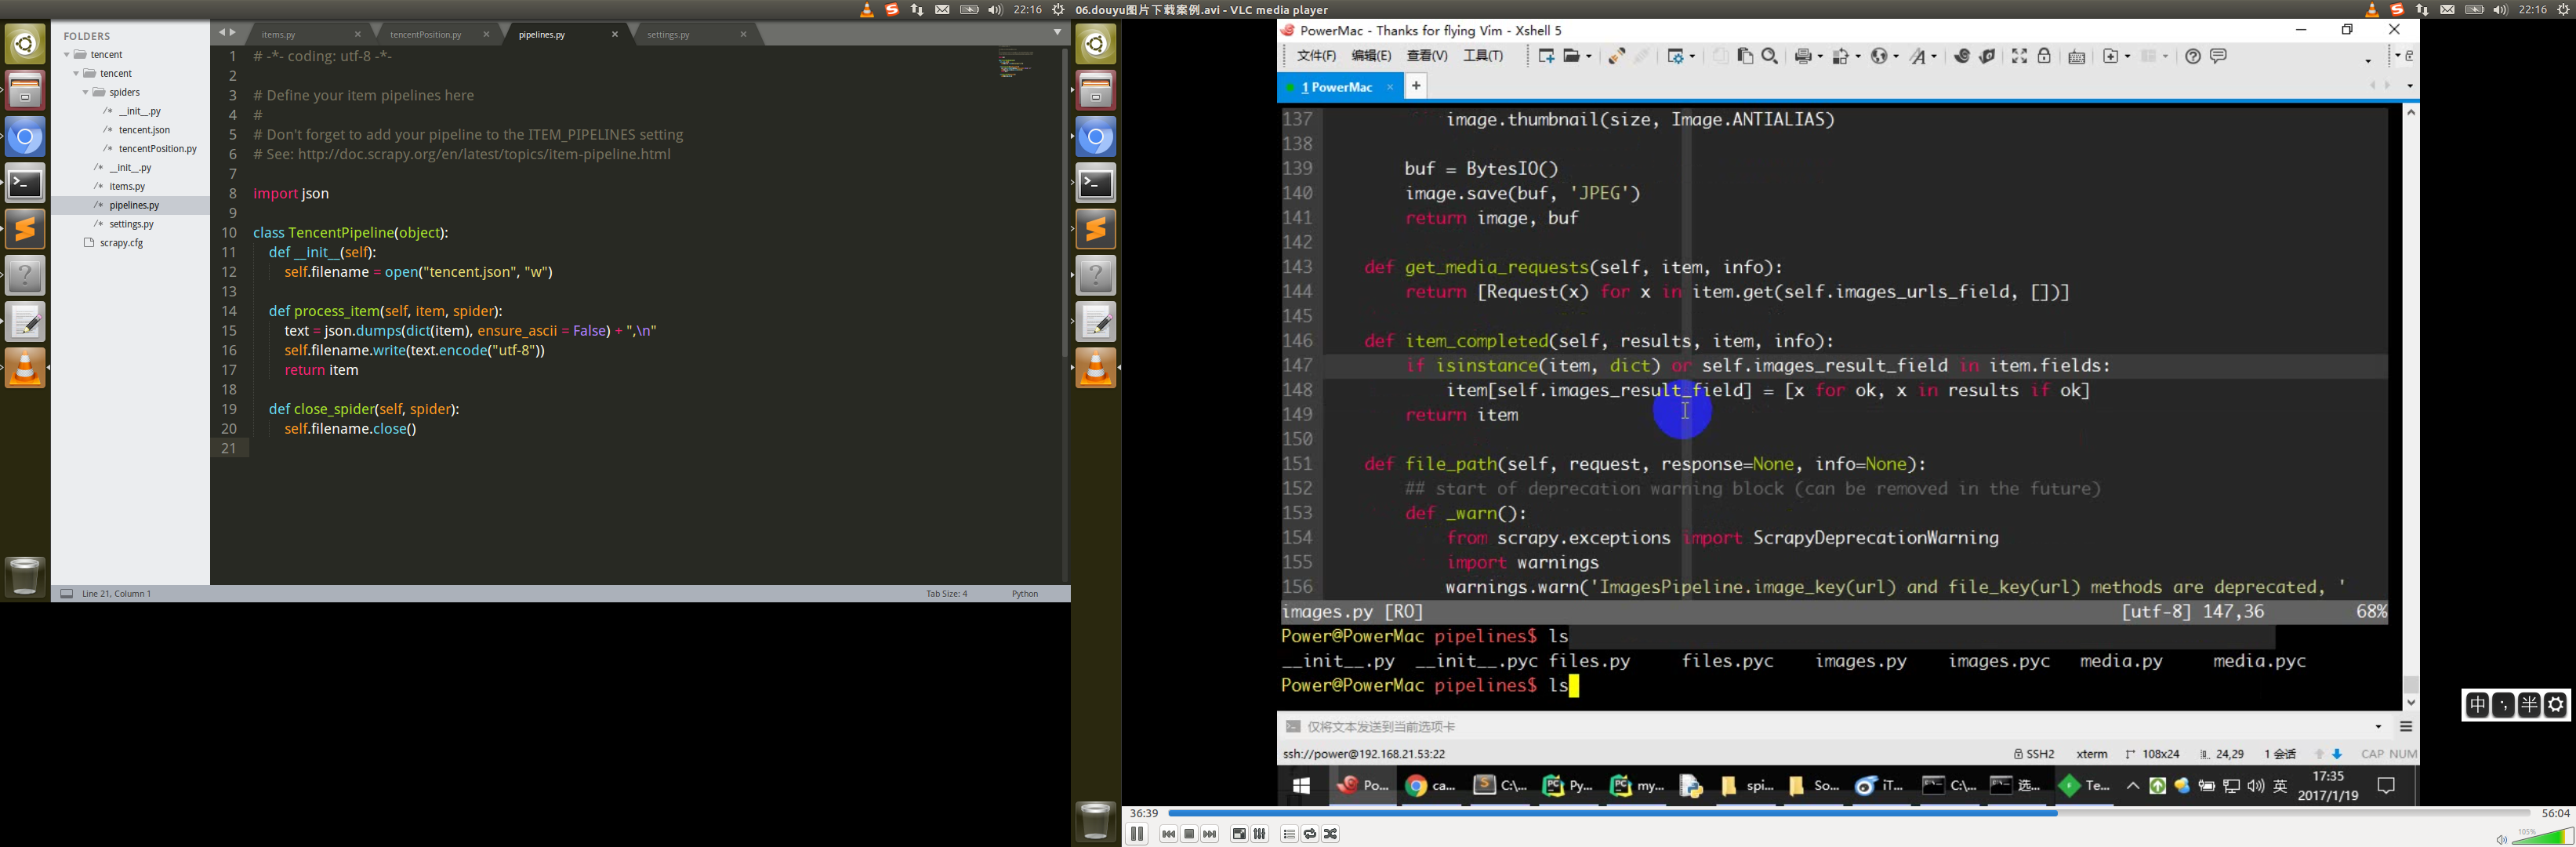 22:16
06.douyu图片下载案例.avi - VLC media player
22:16
FOLDERS
tencent
tencent
spiders
/* __init__.py
/* tencent.json
/* tencentPosition.py
/* __init__.py
/* items.py
/* pipelines.py
/* settings.py
scrapy.cfg
items.py
tencentPosition.py
pipelines.py
settings.py
1 # -*- coding: utf-8 -*-
2
3 # Define your item pipelines here
4 #
5 # Don't forget to add your pipeline to the ITEM_PIPELINES setting
6 # See: http://doc.scrapy.org/en/latest/topics/item-pipeline.html
7
8 import json
9
10 class TencentPipeline(object):
11 def __init__(self):
12 self.filename = open("tencent.json", "w")
13
14 def process_item(self, item, spider):
15 text = json.dumps(dict(item), ensure_ascii = False) + ",\n"
16 self.filename.write(text.encode("utf-8"))
17 return item
18
19 def close_spider(self, spider):
20 self.filename.close()
21
Line 21, Column 1
Tab Size: 4
Python
PowerMac - Thanks for flying Vim - Xshell 5
文件(F) 编辑(E) 查看(V) 工具(T)
1 PowerMac
137 image.thumbnail(size, Image.ANTIALIAS)
138
139 buf = BytesIO()
140 image.save(buf, 'JPEG')
141 return image, buf
142
143 def get_media_requests(self, item, info):
144 return [Request(x) for x in item.get(self.images_urls_field, [])]
145
146 def item_completed(self, results, item, info):
147 if isinstance(item, dict) or self.images_result_field in item.fields:
148 item[self.images_result_field] = [x for ok, x in results if ok]
149 return item
150
151 def file_path(self, request, response=None, info=None):
152 ## start of deprecation warning block (can be removed in the future)
153 def _warn():
154 from scrapy.exceptions import ScrapyDeprecationWarning
155 import warnings
156 warnings.warn('ImagesPipeline.image_key(url) and file_key(url) methods are deprecated, '
images.py [RO] [utf-8] 147,36 68%
Power@PowerMac pipelines$ ls
__init__.py __init__.pyc files.py files.pyc images.py images.pyc media.py media.pyc
Power@PowerMac pipelines$ ls
仅将文本发送到当前选项卡
ssh://power@192.168.21.53:22 SSH2 xterm 108x24 24,29 1 会话 CAP NUM
Po... ca... C:\... Py... my... spi... So... iT... C:\... 选... Te... 英
17:35
2017/1/19
中 半
36:39 56:04
105%